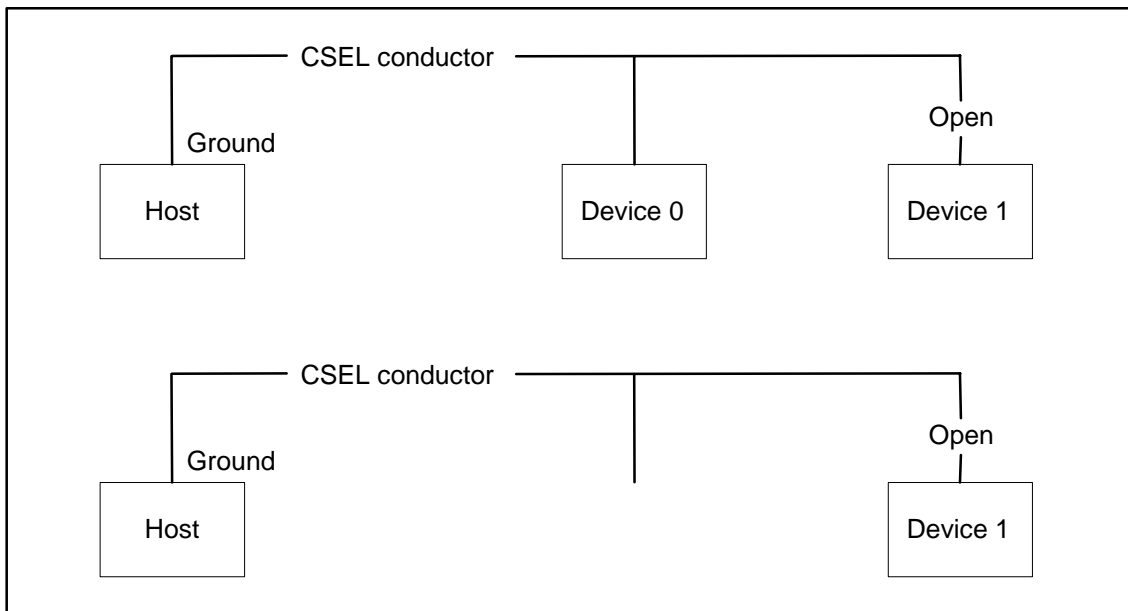 CSEL conductor
Open
Ground
Host
Device 0
Device 1
CSEL conductor
Open
Ground
Host
Device 1